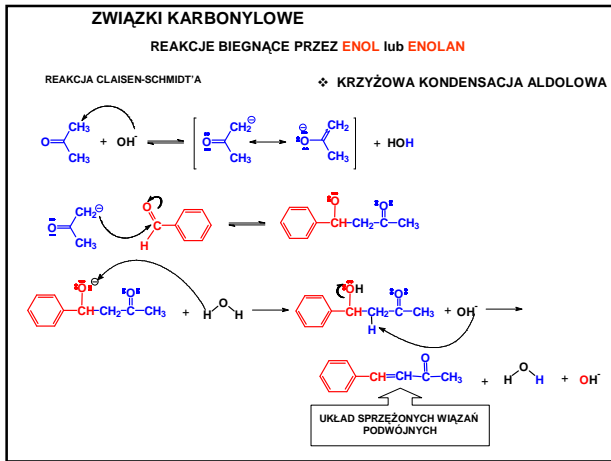 ZWIĄZKI KARBONYLOWE
REAKCJE BIEGNĄCE PRZEZ ENOL lub ENOLAN
REAKCJA CLAISEN-SCHMIDT'A
❖ KRZYŻOWA KONDENSACJA ALDOLOWA
O CH₃ CH₃ + OH⁻ O CH₂⊖ CH₃ O⊖ CH₂ CH₃ + HOH
O CH₂⊖ CH₃ O H O⊖ CH-CH₂-C-CH₃ O
O⊖ CH-CH₂-C-CH₃ O + H O H OH CH-CH-C-CH₃ O H + OH⁻
CH=CH-C-CH₃ O + H O H + OH⁻
UKŁAD SPRZĘŻONYCH WIĄZAŃ
PODWÓJNYCH